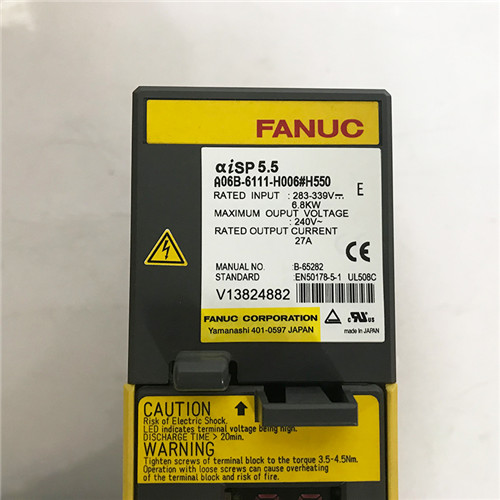 FANUC
αiSP 5.5
A06B-6111-H006#H550
RATED INPUT : 283-339V⎓ E
6.8KW
MAXIMUM OUPUT VOLTAGE
: 240V~
RATED OUTPUT CURRENT
27A
MANUAL NO. :B-65282
STANDARD :EN50178-5-1 UL508C
V13824882
CE
FANUC CORPORATION
Yamanashi 401-0597 JAPAN
c RU us
made in JAPAN
CAUTION
Risk of Electric Shock.
LED indicates terminal voltage being high.
DISCHARGE TIME > 20min.
WARNING
Tighten screws of terminal block to the torque 3.5-4.5Nm.
Operation with loose screws can cause overheating
of the terminal block